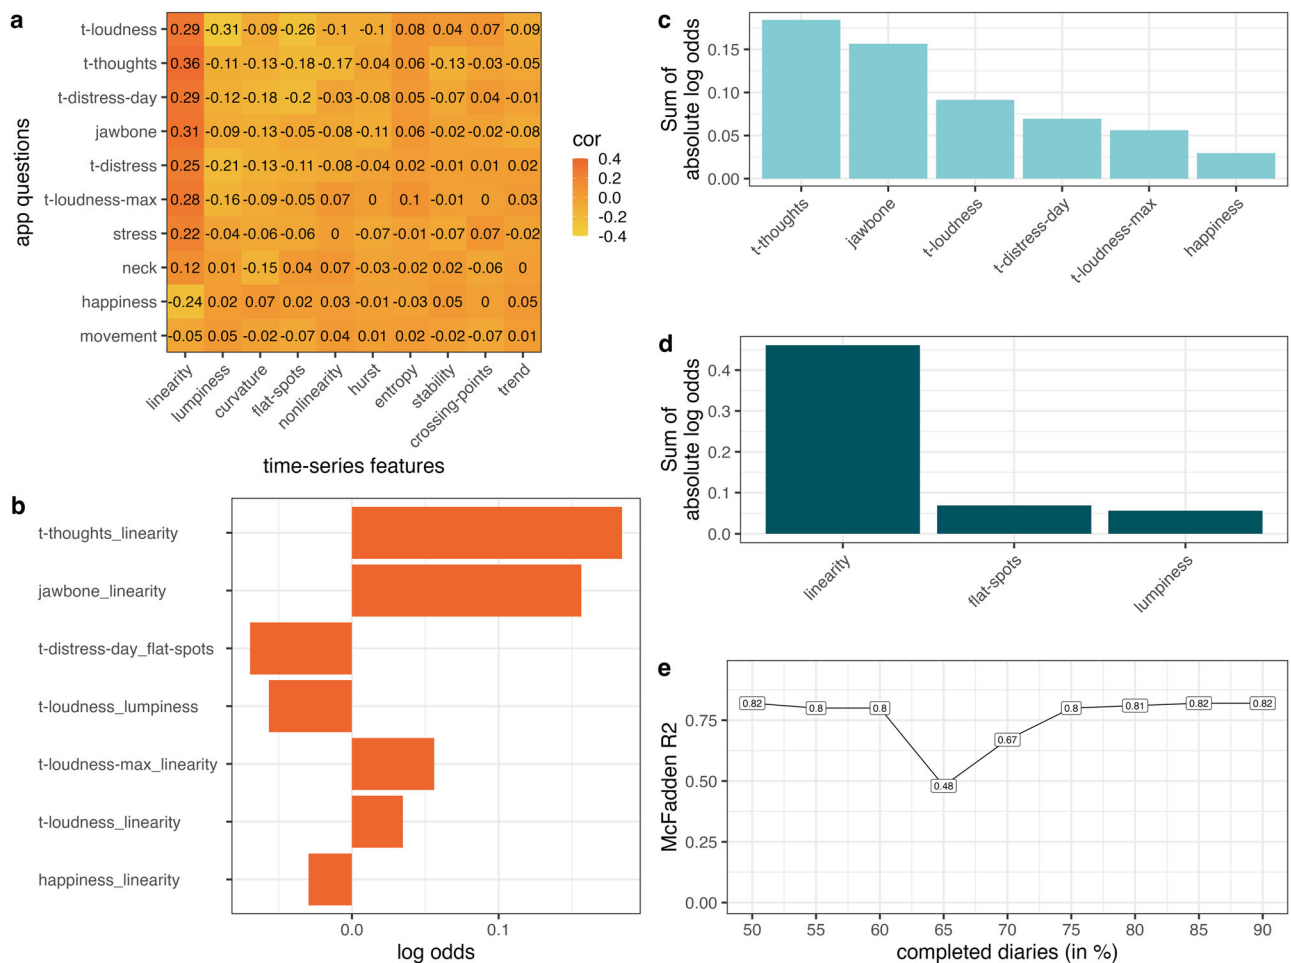 a
app questions
t-loudness 0.29 -0.31 -0.09 -0.26 -0.1 -0.1 0.08 0.04 0.07 -0.09
t-thoughts 0.36 -0.11 -0.13 -0.18 -0.17 -0.04 0.06 -0.13 -0.03 -0.05
t-distress-day 0.29 -0.12 -0.18 -0.2 -0.03 -0.08 0.05 -0.07 0.04 -0.01
jawbone 0.31 -0.09 -0.13 -0.05 -0.08 -0.11 0.06 -0.02 -0.02 -0.08
t-distress 0.25 -0.21 -0.13 -0.11 -0.08 -0.04 0.02 -0.01 0.01 0.02
t-loudness-max 0.28 -0.16 -0.09 -0.05 0.07 0 0.1 -0.01 0 0.03
stress 0.22 -0.04 -0.06 -0.06 0 -0.07 -0.01 -0.07 0.07 -0.02
neck 0.12 0.01 -0.15 0.04 0.07 -0.03 -0.02 0.02 -0.06 0
happiness -0.24 0.02 0.07 0.02 0.03 -0.01 -0.03 0.05 0 0.05
movement -0.05 0.05 -0.02 -0.07 0.04 0.01 0.02 -0.02 -0.07 0.01
linearity lumpiness curvature flat-spots nonlinearity hurst entropy stability crossing-points trend
time-series features
cor
0.4
0.2
0.0
-0.2
-0.4
b
t-thoughts_linearity
jawbone_linearity
t-distress-day_flat-spots
t-loudness_lumpiness
t-loudness-max_linearity
t-loudness_linearity
happiness_linearity
0.0 0.1
log odds
c
Sum of
absolute log odds
0.15
0.10
0.05
0.00
t-thoughts jawbone t-loudness t-distress-day t-loudness-max happiness
d
Sum of
absolute log odds
0.4
0.3
0.2
0.1
0.0
linearity flat-spots lumpiness
e
McFadden R2
0.75
0.50
0.25
0.00
0.82 0.8 0.8 0.48 0.67 0.8 0.81 0.82 0.82
50 55 60 65 70 75 80 85 90
completed diaries (in %)